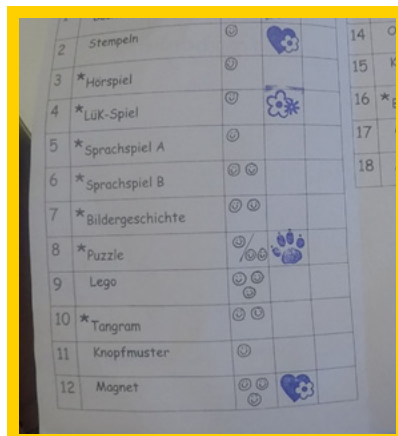 2 Stempeln
3 *Hörspiel
4 *LüK-Spiel
5 *Sprachspiel A
6 *Sprachspiel B
7 *Bildergeschichte
8 *Puzzle
9 Lego
10 *Tangram
11 Knopfmuster
12 Magnet
14
15
16 *
17
18